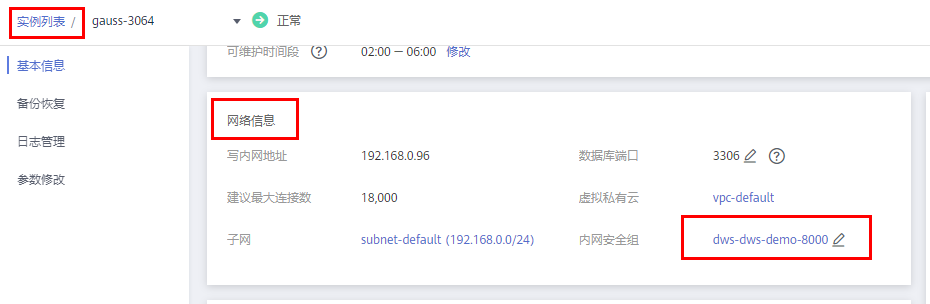 实例列表 / gauss-3064 正常
基本信息
备份恢复
日志管理
参数修改
可维护时间段 ? 02:00 — 06:00 修改
网络信息
写内网地址 192.168.0.96 数据库端口 3306 ?
建议最大连接数 18,000 虚拟私有云 vpc-default
子网 subnet-default (192.168.0.0/24) 内网安全组 dws-dws-demo-8000